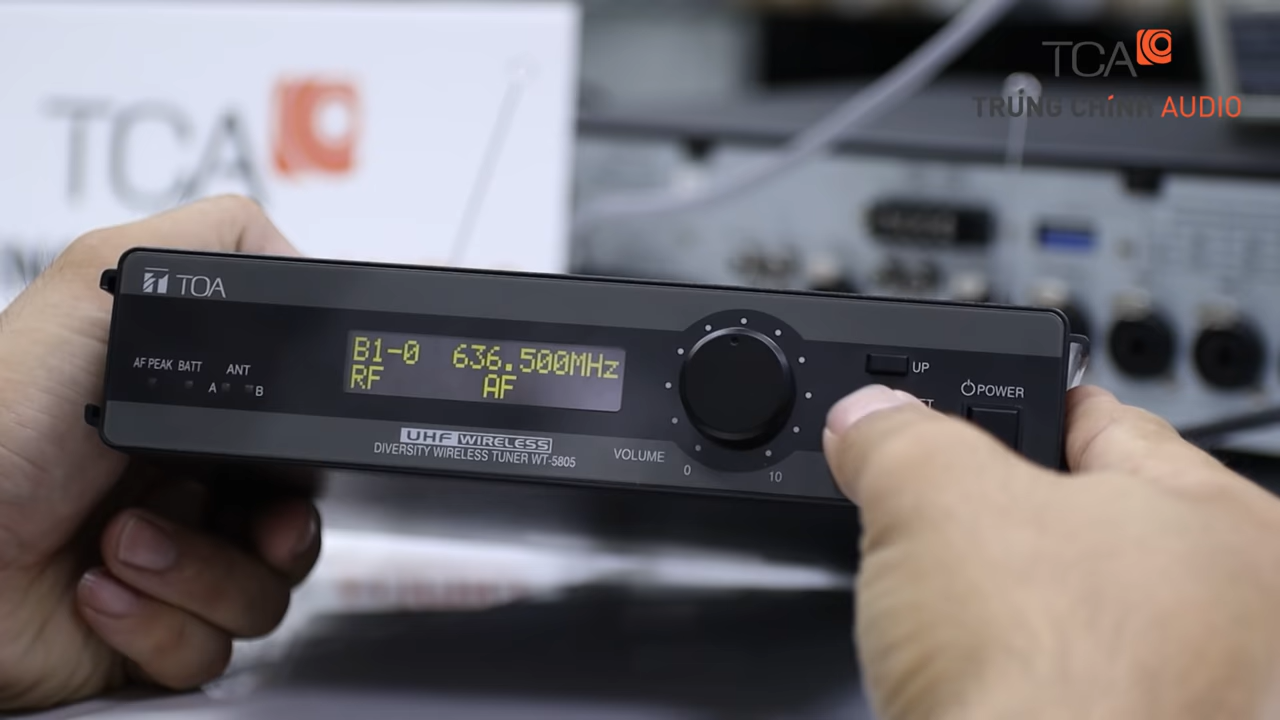 TCA
TRUNG CHÍNH AUDIO
TCA
TOA
AF PEAK BATT ANT
A B
B1-0 636.500MHz
RF AF
UHF WIRELESS
DIVERSITY WIRELESS TUNER WT-5805
VOLUME
0 10
UP
POWER